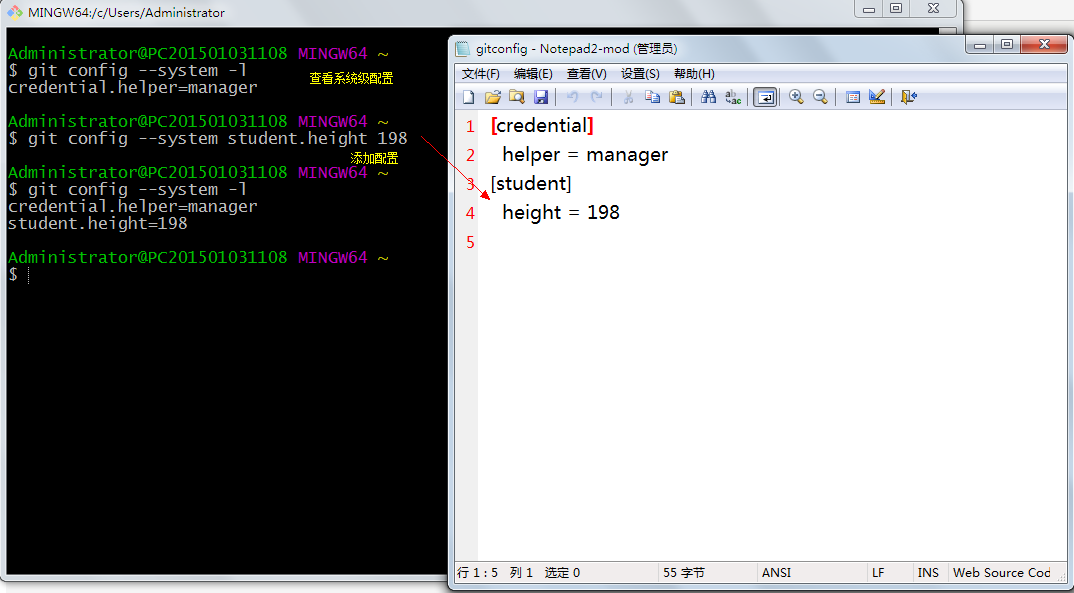 MINGW64:/c/Users/Administrator
Administrator@PC201501031108 MINGW64 ~
$ git config --system -l
查看系统级配置
credential.helper=manager
Administrator@PC201501031108 MINGW64 ~
$ git config --system student.height 198
添加配置
Administrator@PC201501031108 MINGW64 ~
$ git config --system -l
credential.helper=manager
student.height=198
Administrator@PC201501031108 MINGW64 ~
$
gitconfig - Notepad2-mod (管理员)
文件(F) 编辑(E) 查看(V) 设置(S) 帮助(H)
1 [credential]
2 helper = manager
3 [student]
4 height = 198
5
行 1 : 5 列 1 选定 0 55 字节 ANSI LF INS Web Source Cod